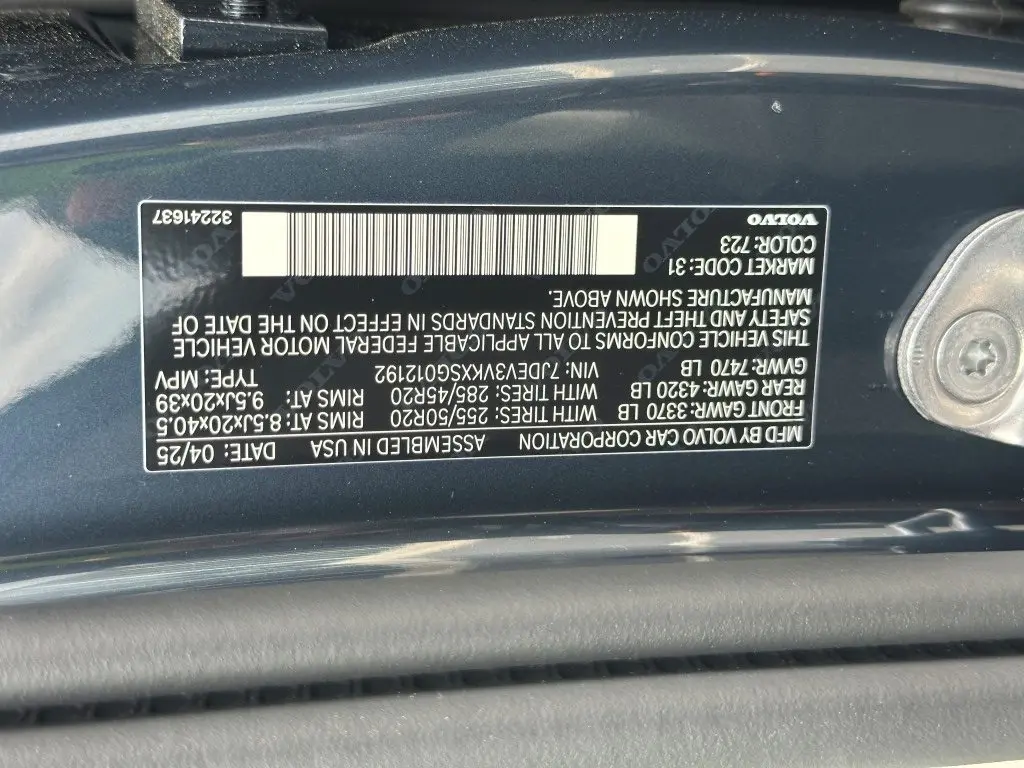 MFD BY VOLVO CAR CORPORATION ASSEMBLED IN USA DATE: 04/25
FRONT GAWR: 3370 LB WITH TIRES: 255/50R20 RIMS AT: 8.5Jx20x40.5
REAR GAWR: 4320 LB WITH TIRES: 285/45R20 RIMS AT: 9.5Jx20x39
GVWR: 7470 LB VIN: 7JDEV3VKXSG012192 TYPE: MPV
THIS VEHICLE CONFORMS TO ALL APPLICABLE FEDERAL MOTOR VEHICLE
SAFETY AND THEFT PREVENTION STANDARDS IN EFFECT ON THE DATE OF
MANUFACTURE SHOWN ABOVE.
MARKET CODE: 31
COLOR: 723
VOLVO 32241637